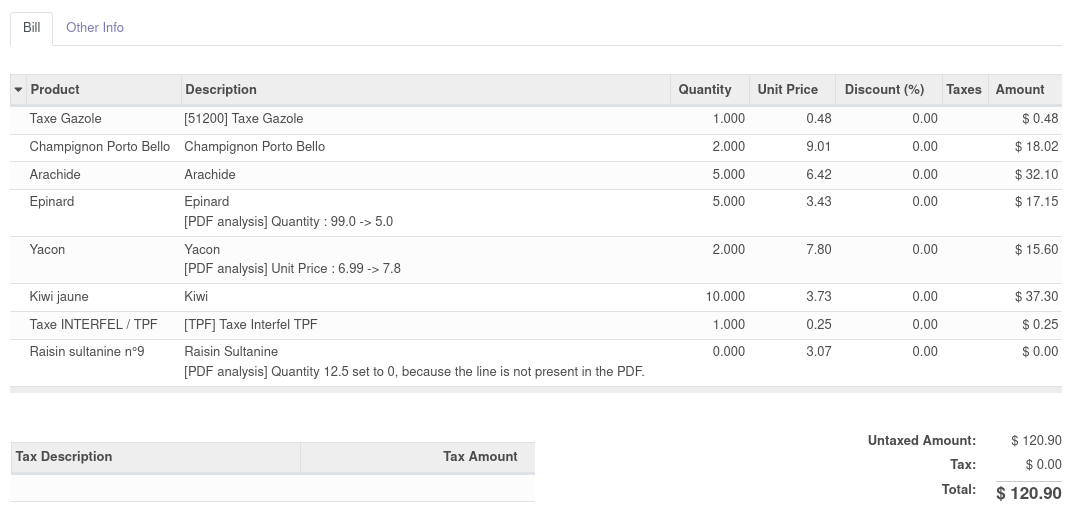 Bill Other Info
Product Description Quantity Unit Price Discount (%) Taxes Amount
Taxe Gazole [51200] Taxe Gazole 1.000 0.48 0.00 $ 0.48
Champignon Porto Bello Champignon Porto Bello 2.000 9.01 0.00 $ 18.02
Arachide Arachide 5.000 6.42 0.00 $ 32.10
Epinard Epinard 5.000 3.43 0.00 $ 17.15
[PDF analysis] Quantity : 99.0 -> 5.0
Yacon Yacon 2.000 7.80 0.00 $ 15.60
[PDF analysis] Unit Price : 6.99 -> 7.8
Kiwi jaune Kiwi 10.000 3.73 0.00 $ 37.30
Taxe INTERFEL / TPF [TPF] Taxe Interfel TPF 1.000 0.25 0.00 $ 0.25
Raisin sultanine n°9 Raisin Sultanine 0.000 3.07 0.00 $ 0.00
[PDF analysis] Quantity 12.5 set to 0, because the line is not present in the PDF.
Untaxed Amount: $ 120.90
Tax Description Tax Amount
Tax: $ 0.00
Total: $ 120.90